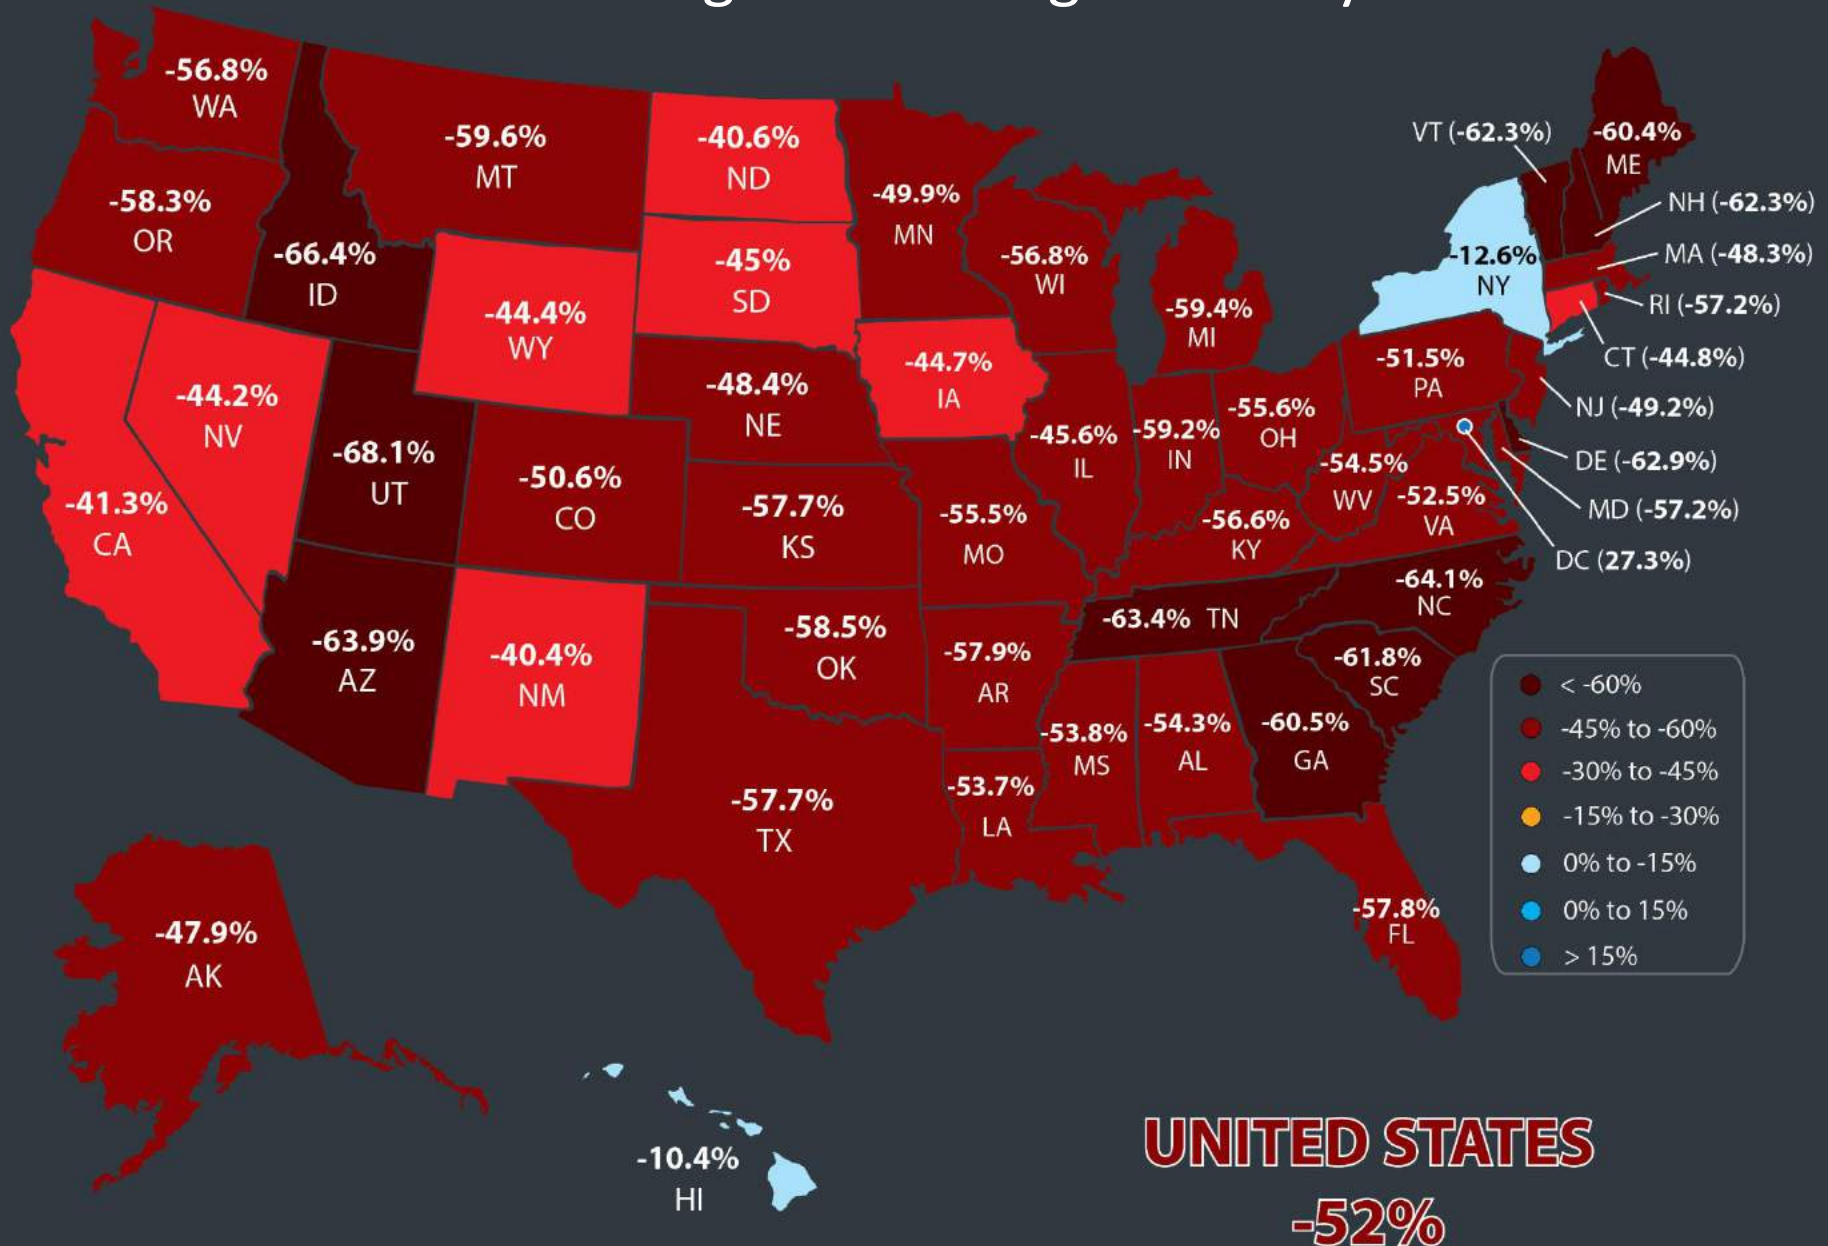 -56.8%
WA
-59.6%
MT
-40.6%
ND
-49.9%
MN
VT (-62.3%)
-60.4%
ME
-58.3%
OR
-66.4%
ID
-44.4%
WY
-45%
SD
-56.8%
WI
-59.4%
MI
-12.6%
NY
NH (-62.3%)
MA (-48.3%)
RI (-57.2%)
CT (-44.8%)
NJ (-49.2%)
DE (-62.9%)
MD (-57.2%)
DC (27.3%)
-44.2%
NV
-48.4%
NE
-44.7%
IA
-51.5%
PA
-41.3%
CA
-68.1%
UT
-50.6%
CO
-57.7%
KS
-55.5%
MO
-45.6%
IL
-59.2%
IN
-55.6%
OH
-54.5%
WV
-52.5%
VA
-56.6%
KY
-64.1%
NC
-63.4% TN
-61.8%
SC
-63.9%
AZ
-40.4%
NM
-58.5%
OK
-57.9%
AR
-53.8%
MS
-54.3%
AL
-60.5%
GA
-57.7%
TX
-53.7%
LA
-57.8%
FL
-47.9%
AK
-10.4%
HI
< -60%
-45% to -60%
-30% to -45%
-15% to -30%
0% to -15%
0% to 15%
> 15%
UNITED STATES
-52%